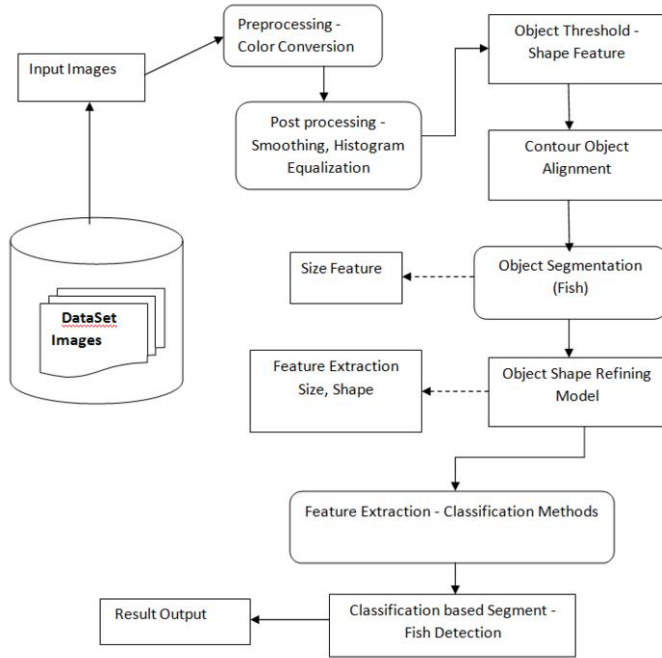 Preprocessing -
Color Conversion
Input Images
Object Threshold -
Shape Feature
Post processing -
Smoothing, Histogram
Equalization
Contour Object
Alignment
Size Feature
Object Segmentation
(Fish)
DataSet
Images
Feature Extraction
Size, Shape
Object Shape Refining
Model
Feature Extraction - Classification Methods
Result Output
Classification based Segment -
Fish Detection